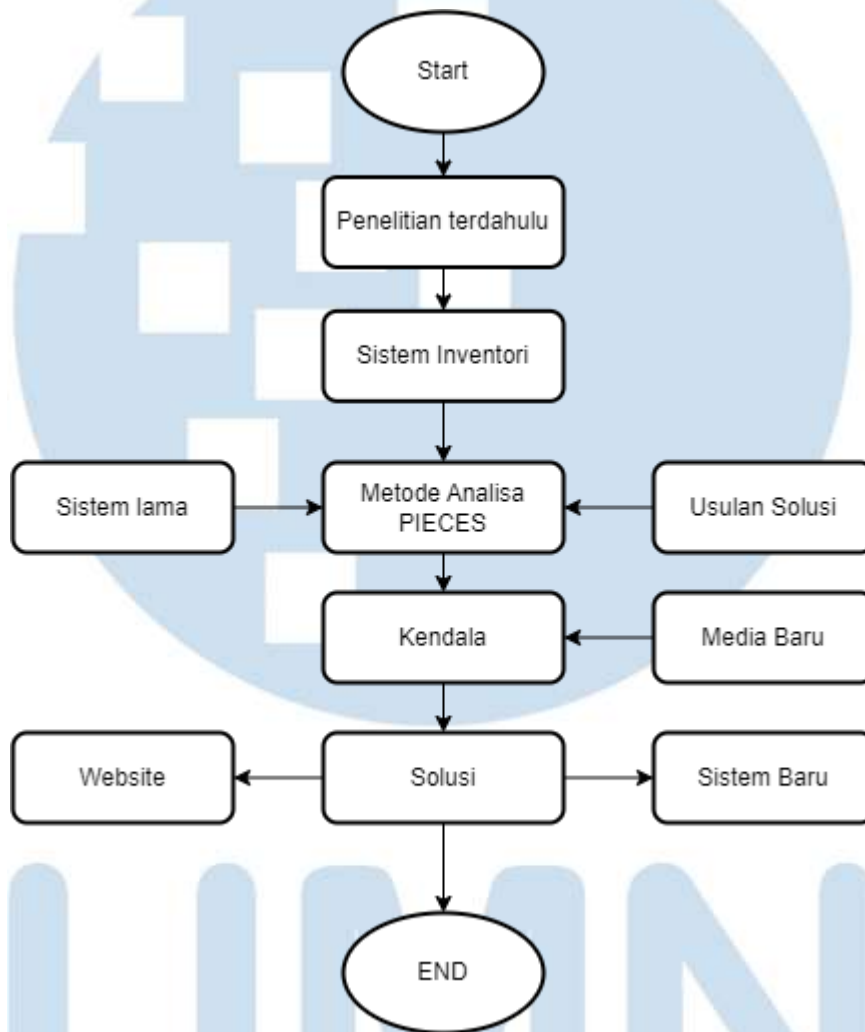 Start
Penelitian terdahulu
Sistem Inventori
Sistem lama
Metode Analisa
PIECES
Usulan Solusi
Kendala
Media Baru
Website
Solusi
Sistem Baru
END
UMN